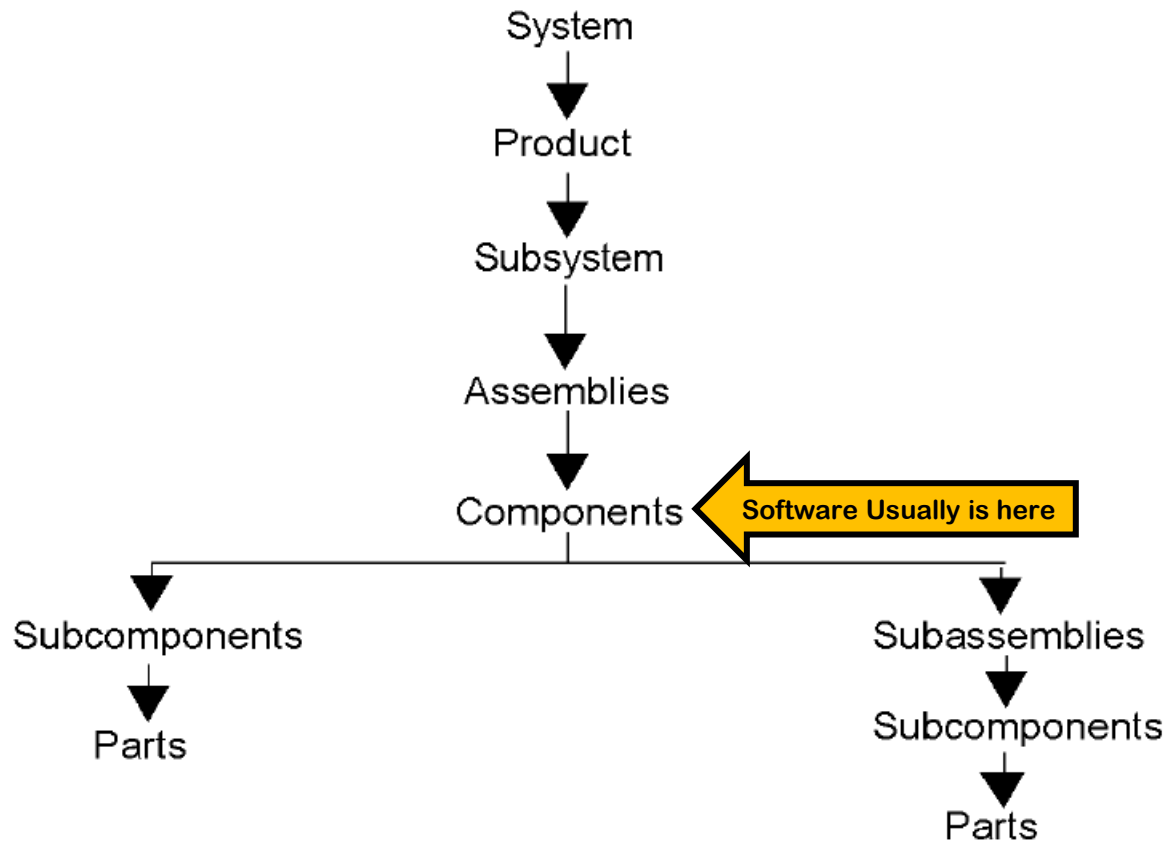 System
Product
Subsystem
Assemblies
Components
Software Usually is here
Subcomponents
Subassemblies
Parts
Subcomponents
Parts